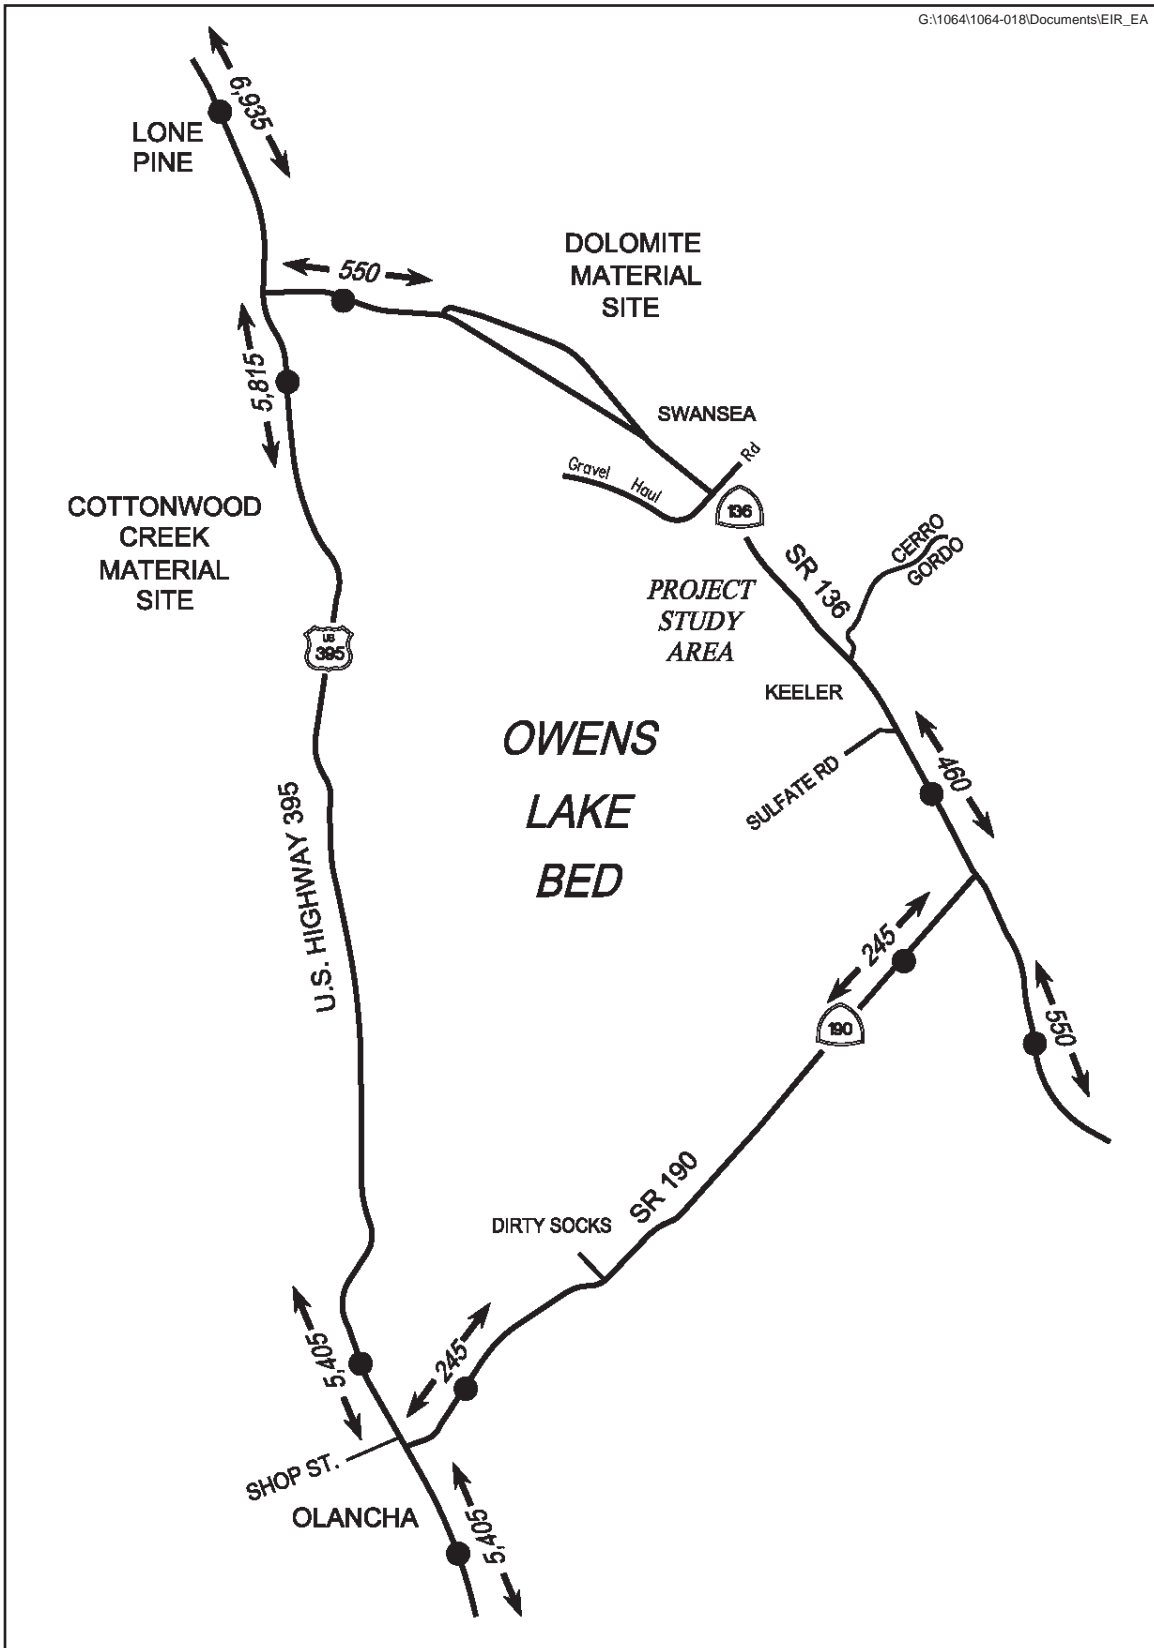 G:\1064\1064-018\Documents\EIR_EA
6,935
LONE
PINE
550
DOLOMITE
MATERIAL
SITE
5,815
SWANSEA
Rd
Gravel Haul
136
COTTONWOOD
CREEK
MATERIAL
SITE
SR 136
CERRO
GORDO
PROJECT
STUDY
AREA
US
395
KEELER
OWENS
LAKE
BED
460
SULFATE RD
U.S. HIGHWAY 395
245
190
550
SR 190
DIRTY SOCKS
5,405
245
SHOP ST.
OLANCHA
5,405